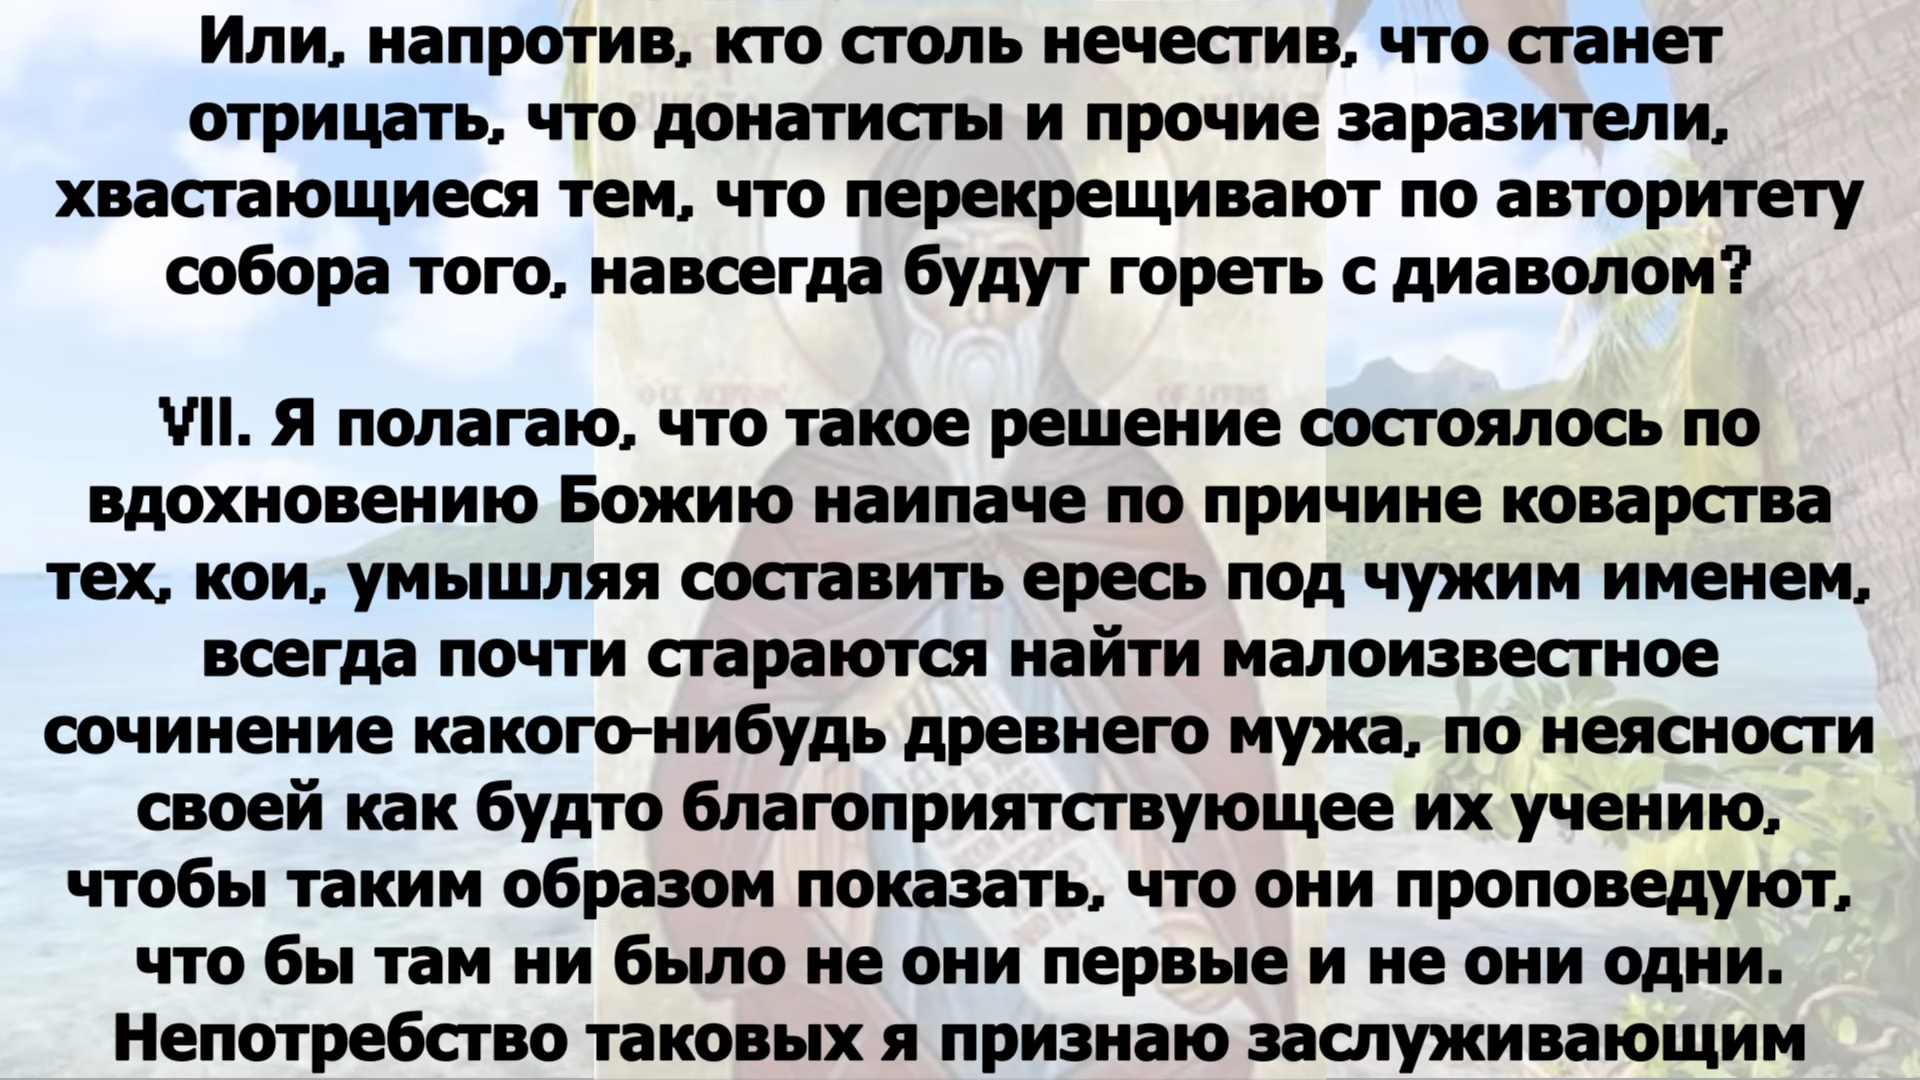 Или, напротив, кто столь нечестив, что станет
отрицать, что донатисты и прочие заразители,
хвастающиеся тем, что перекрещивают по авторитету
собора того, навсегда будут гореть с диаволом?
VII. Я полагаю, что такое решение состоялось по
вдохновению Божию наипаче по причине коварства
тех, кои, умышляя составить ересь под чужим именем,
всегда почти стараются найти малоизвестное
сочинение какого-нибудь древнего мужа, по неясности
своей как будто благоприятствующее их учению,
чтобы таким образом показать, что они проповедуют,
что бы там ни было не они первые и не они одни.
Непотребство таковых я признаю заслуживающим